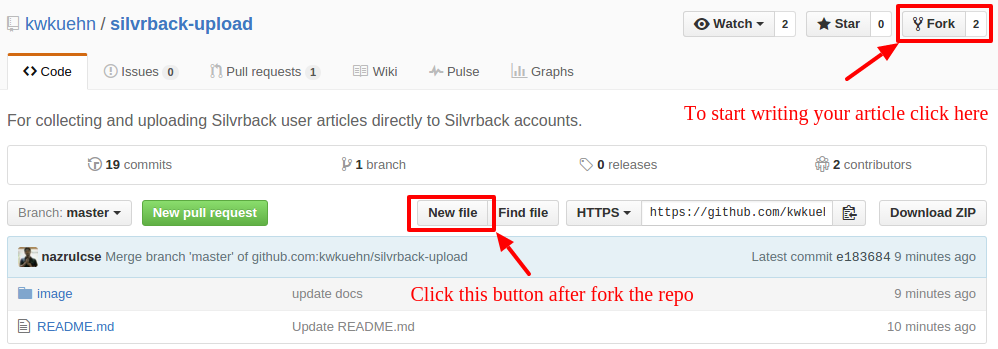 kwkuehn / silvrback-upload
Watch 2
Star 0
Fork 2
Code
Issues 0
Pull requests 1
Wiki
Pulse
Graphs
To start writing your article click here
For collecting and uploading Silvrback user articles directly to Silvrback accounts.
19 commits
1 branch
0 releases
2 contributors
Branch: master
New pull request
New file
Find file
HTTPS
https://github.com/kwkueh
Download ZIP
nazrulcse Merge branch 'master' of github.com:kwkuehn/silvrback-upload
Latest commit e183684 9 minutes ago
image
update docs
9 minutes ago
Click this button after fork the repo
README.md
Update README.md
10 minutes ago